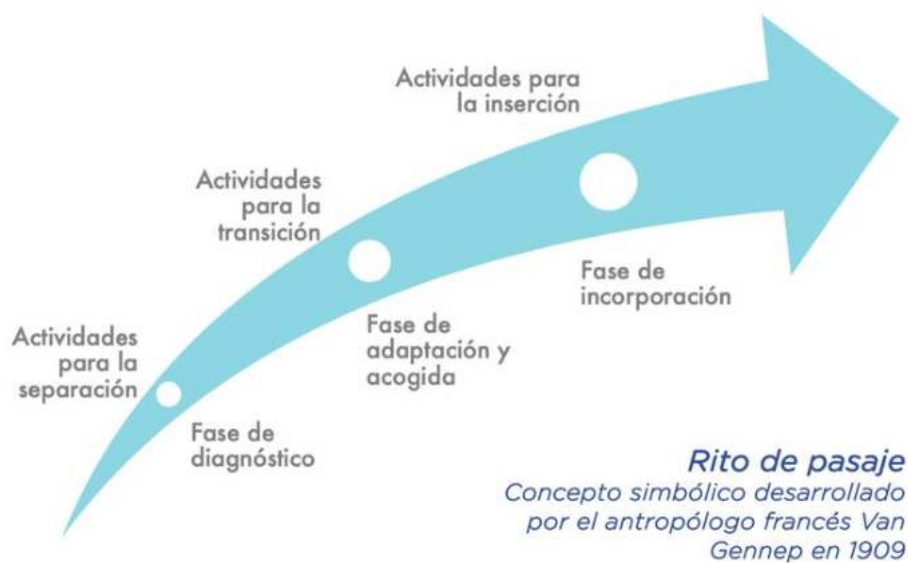 Actividades para
la inserción
Actividades
para la
transición
Fase de
incorporación
Fase de
adaptación y
acogida
Actividades
para la
separación
Fase de
diagnóstico
Rito de pasaje
Concepto simbólico desarrollado
por el antropólogo francés Van
Gennep en 1909